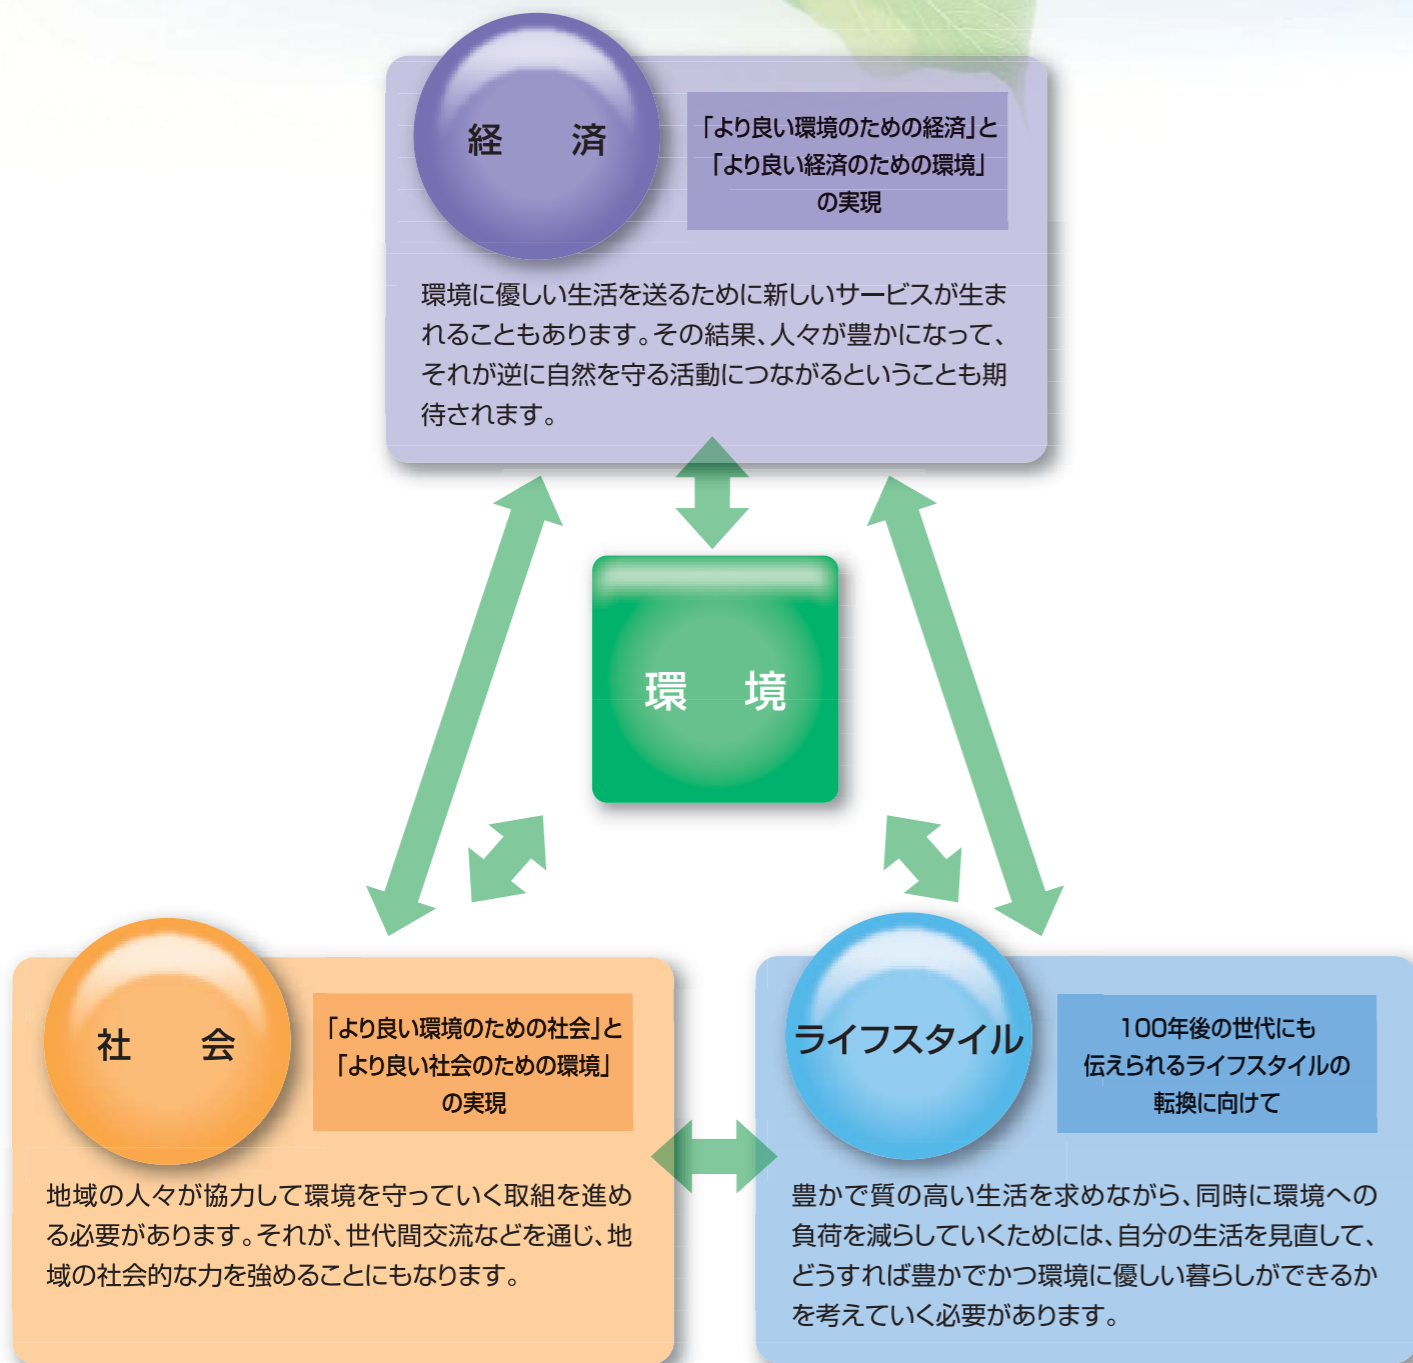 経 済
「より良い環境のための経済」と
「より良い経済のための環境」
の実現
環境に優しい生活を送るために新しいサービスが生ま
れることもあります。その結果、人々が豊かになって、
それが逆に自然を守る活動につながるということも期
待されます。
環 境
社 会
「より良い環境のための社会」と
「より良い社会のための環境」
の実現
地域の人々が協力して環境を守っていく取組を進め
る必要があります。それが、世代間交流などを通じ、地
域の社会的な力を強めることにもなります。
ライフスタイル
100年後の世代にも
伝えられるライフスタイルの
転換に向けて
豊かで質の高い生活を求めながら、同時に環境への
負荷を減らしていくためには、自分の生活を見直して、
どうすれば豊かでかつ環境に優しい暮らしができるか
を考えていく必要があります。